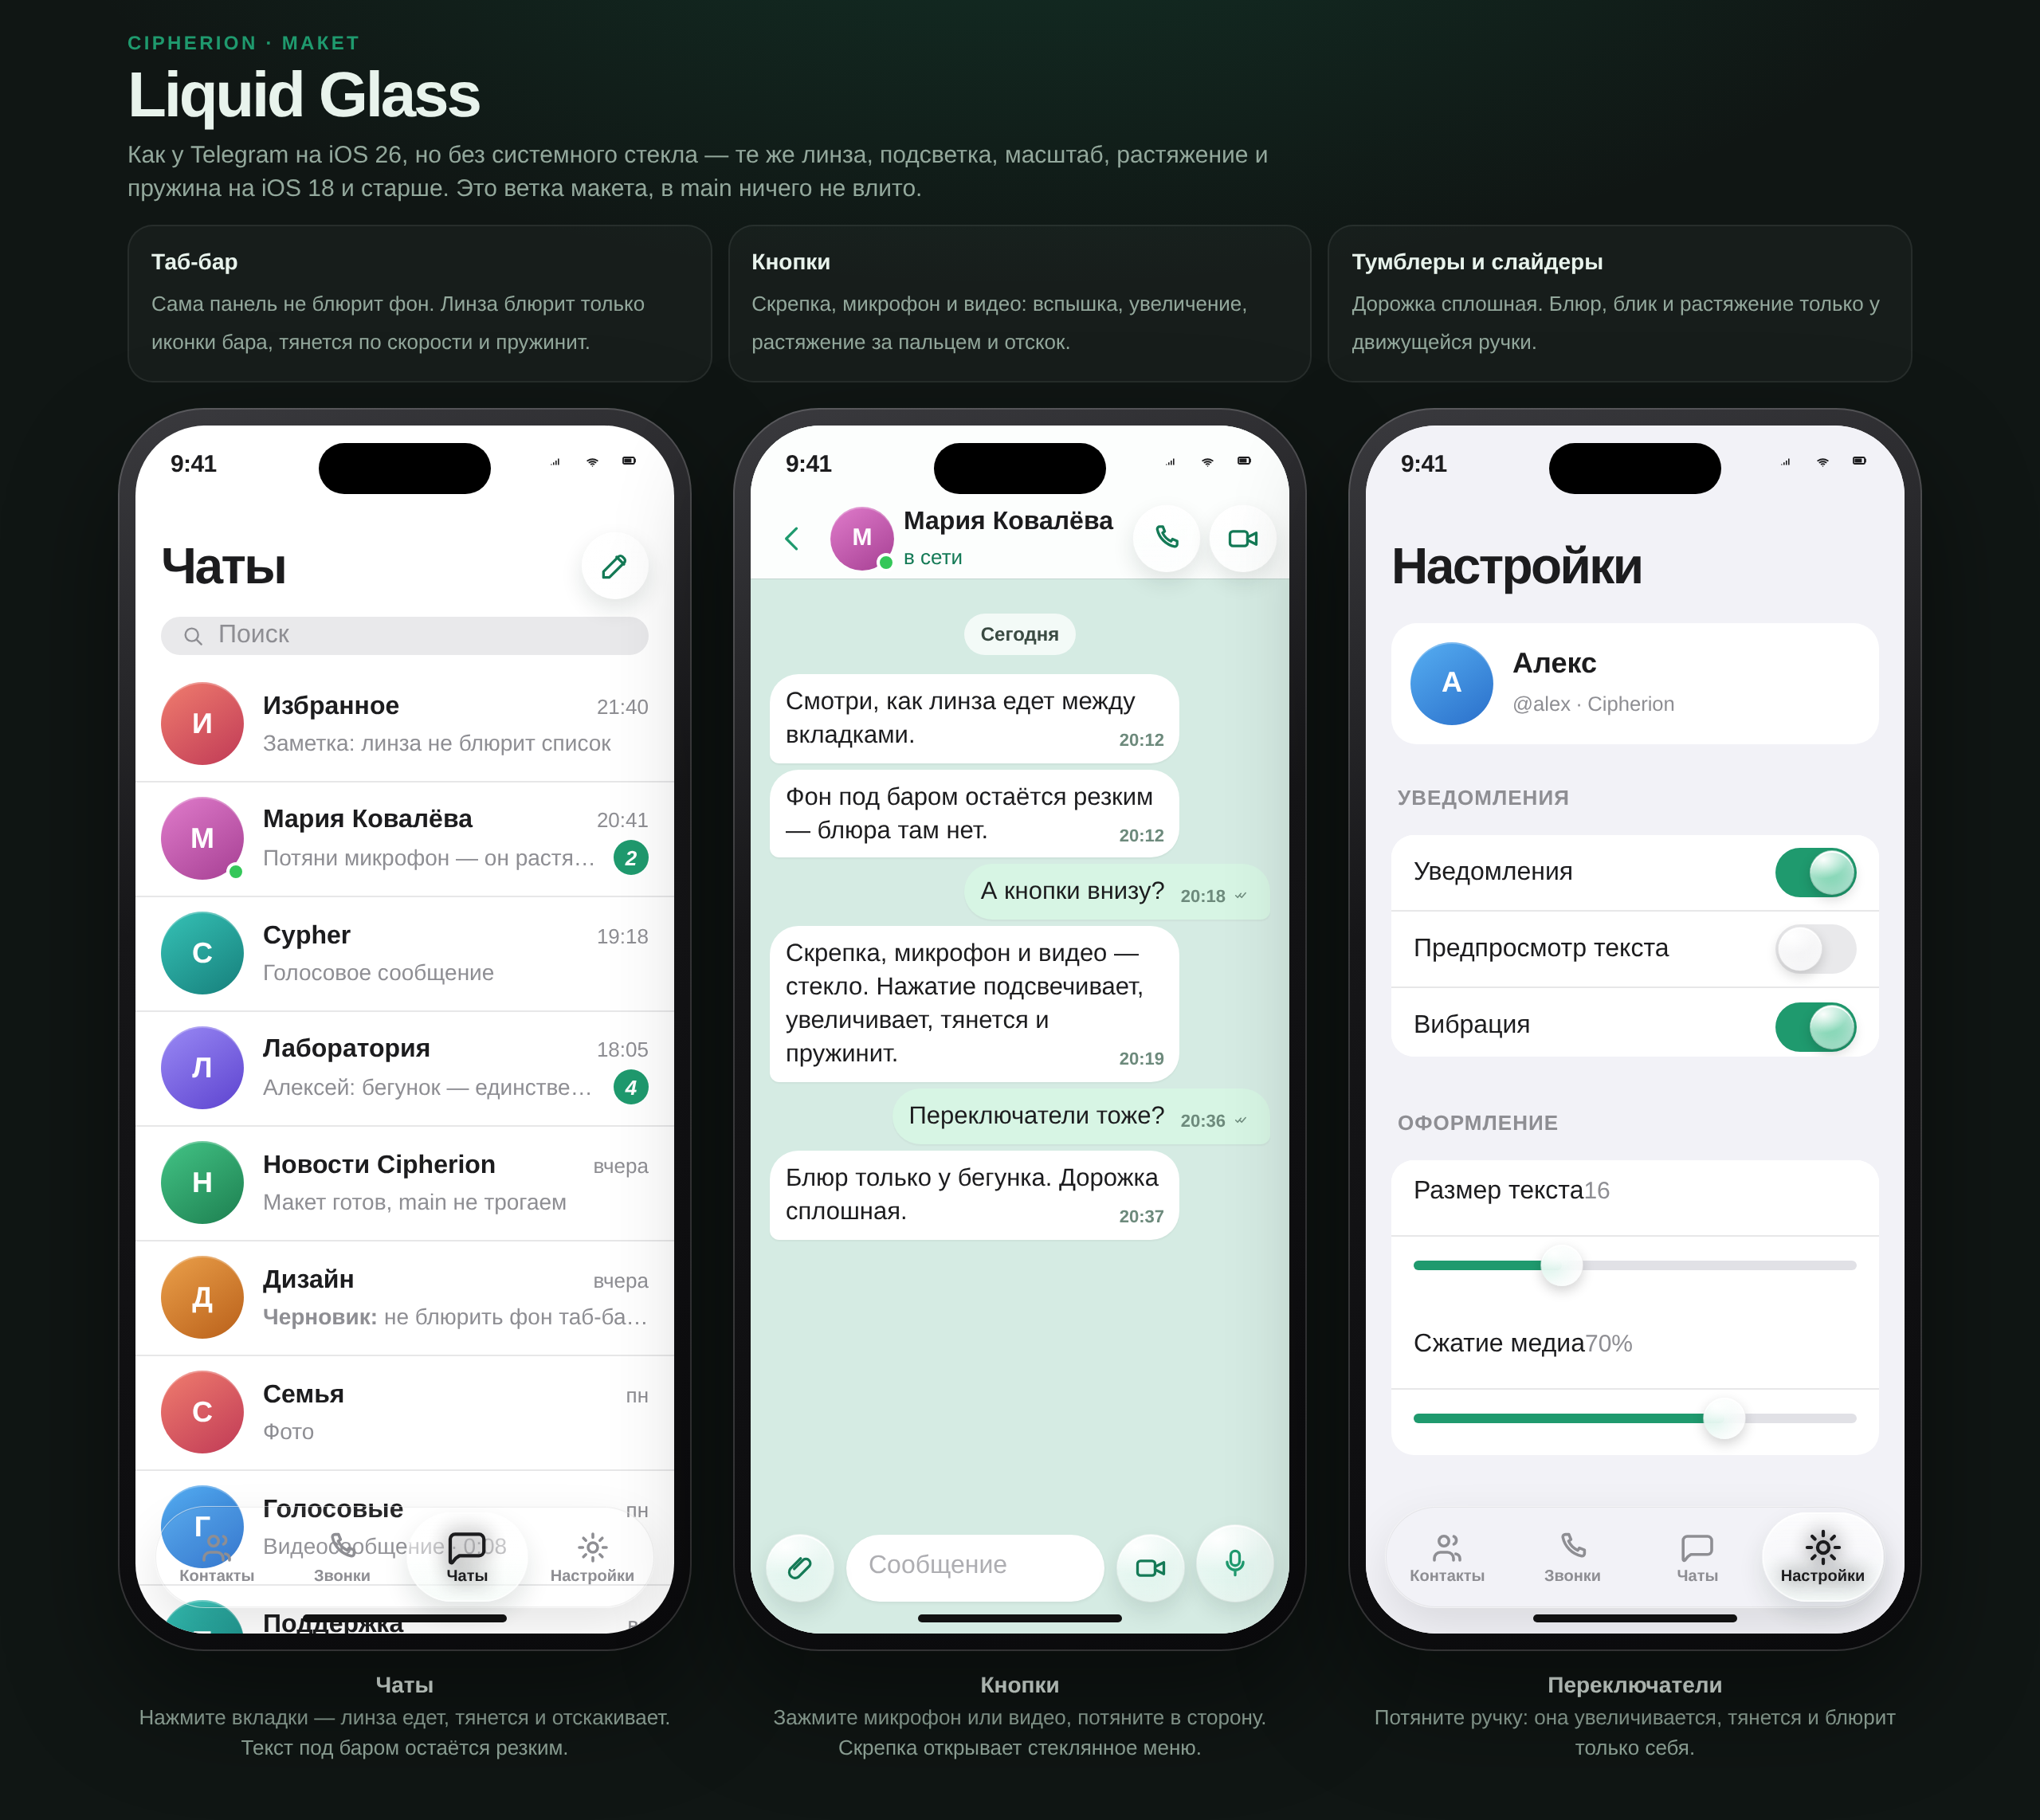 CIPHERION · МАКЕТ
Liquid Glass
Как у Telegram на iOS 26, но без системного стекла — те же линза, подсветка, масштаб, растяжение и
пружина на iOS 18 и старше. Это ветка макета, в main ничего не влито.
Таб-бар
Сама панель не блюрит фон. Линза блюрит только
иконки бара, тянется по скорости и пружинит.
Кнопки
Скрепка, микрофон и видео: вспышка, увеличение,
растяжение за пальцем и отскок.
Тумблеры и слайдеры
Дорожка сплошная. Блюр, блик и растяжение только у
движущейся ручки.
9:41
Чаты
Поиск
И
Избранное
21:40
Заметка: линза не блюрит список
М
Мария Ковалёва
20:41
Потяни микрофон — он растя…
2
C
Cypher
19:18
Голосовое сообщение
Л
Лаборатория
18:05
Алексей: бегунок — единстве…
4
Н
Новости Cipherion
вчера
Макет готов, main не трогаем
Д
Дизайн
вчера
Черновик: не блюрить фон таб-ба…
С
Семья
пн
Фото
Г
Голосовые
пн
Видеосообщение · 0:08
Контакты
Звонки
Чаты
Настройки
Поддержка
9:41
М
Мария Ковалёва
в сети
Сегодня
Смотри, как линза едет между
вкладками.
20:12
Фон под баром остаётся резким
— блюра там нет.
20:12
А кнопки внизу?
20:18
Скрепка, микрофон и видео —
стекло. Нажатие подсвечивает,
увеличивает, тянется и
пружинит.
20:19
Переключатели тоже?
20:36
Блюр только у бегунка. Дорожка
сплошная.
20:37
Сообщение
9:41
Настройки
А
Алекс
@alex · Cipherion
УВЕДОМЛЕНИЯ
Уведомления
Предпросмотр текста
Вибрация
ОФОРМЛЕНИЕ
Размер текста16
Сжатие медиа70%
Контакты
Звонки
Чаты
Настройки
Чаты
Нажмите вкладки — линза едет, тянется и отскакивает.
Текст под баром остаётся резким.
Кнопки
Зажмите микрофон или видео, потяните в сторону.
Скрепка открывает стеклянное меню.
Переключатели
Потяните ручку: она увеличивается, тянется и блюрит
только себя.